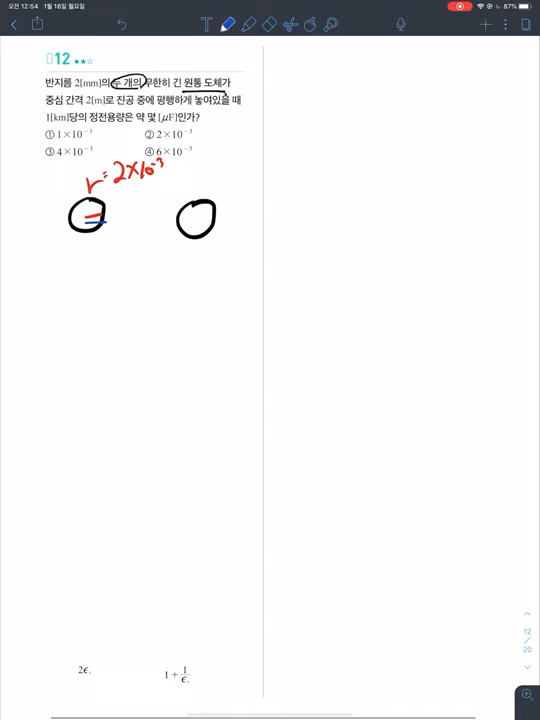 오전 12:54 1월 18일 월요일
87%
012 ★★☆
반지름 2[mm]의 두 개의 무한히 긴 원통 도체가
중심 간격 2[m]로 진공 중에 평행하게 놓여있을 때
1[km]당의 정전용량은 약 몇 [μF]인가?
① 1×10⁻³ ② 2×10⁻³
③ 4×10⁻³ ④ 6×10⁻³
r = 2×10⁻³
12
/
20
2ϵᵣ 1 + 1/ϵᵣ